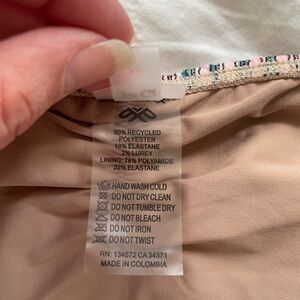 80% RECYCLED
POLYESTER
18% ELASTANE
2% LUREX
LINING: 78% POLYAMIDE
22% ELASTANE
HAND WASH COLD
DO NOT DRY CLEAN
DO NOT TUMBLE DRY
DO NOT BLEACH
DO NOT IRON
DO NOT TWIST
RN: 134572 CA 34371
MADE IN COLOMBIA